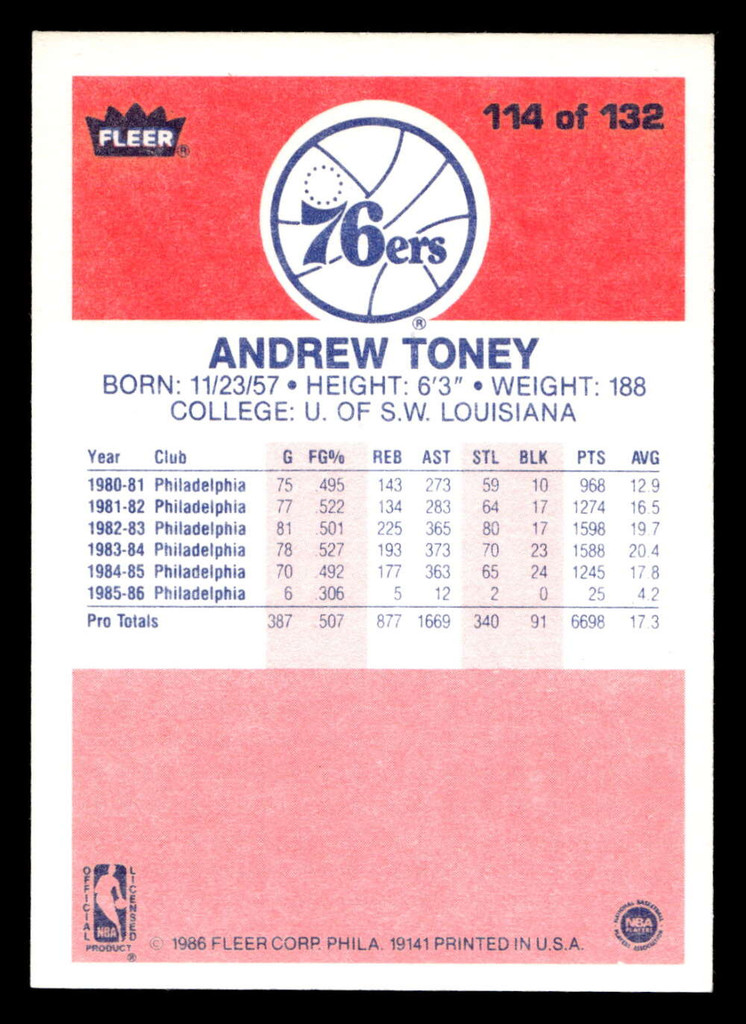 FLEER®
114 of 132
76ers
®
ANDREW TONEY
BORN: 11/23/57 • HEIGHT: 6'3" • WEIGHT: 188
COLLEGE: U. OF S.W. LOUISIANA
Year Club G FG% REB AST STL BLK PTS AVG
1980-81 Philadelphia 75 .495 143 273 59 10 968 12.9
1981-82 Philadelphia 77 .522 134 283 64 17 1274 16.5
1982-83 Philadelphia 81 .501 225 365 80 17 1598 19.7
1983-84 Philadelphia 78 .527 193 373 70 23 1588 20.4
1984-85 Philadelphia 70 .492 177 363 65 24 1245 17.8
1985-86 Philadelphia 6 .306 5 12 2 0 25 4.2
Pro Totals 387 .507 877 1669 340 91 6698 17.3
OFFICIAL
NBA
LICENSED
PRODUCT
®
© 1986 FLEER CORP. PHILA. 19141 PRINTED IN U.S.A.
NATIONAL BASKETBALL
NBA
PLAYERS
PLAYERS ASSOCIATION